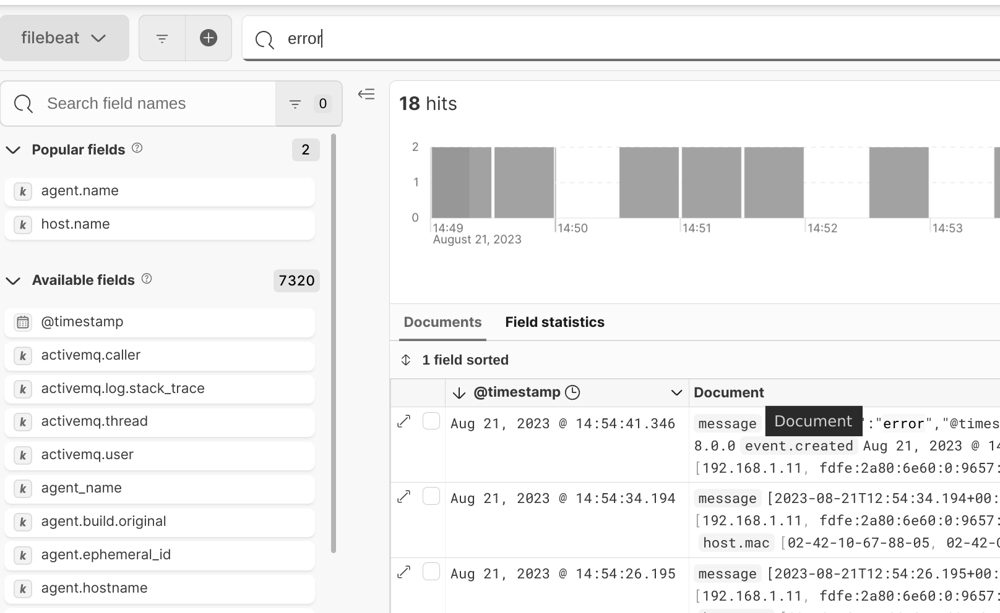 filebeat
error
Search field names
0
Popular fields ?
2
k agent.name
k host.name
Available fields ?
7320
@timestamp
k activemq.caller
k activemq.log.stack_trace
k activemq.thread
k activemq.user
k agent_name
k agent.build.original
k agent.ephemeral_id
k agent.hostname
18 hits
2
1
0
14:49 14:50 14:51 14:52 14:53
August 21, 2023
Documents Field statistics
1 field sorted
@timestamp Document
Aug 21, 2023 @ 14:54:41.346 message Document ":"error","@times
8.0.0 event.created Aug 21, 2023 @ 14
[192.168.1.11, fdfe:2a80:6e60:0:9657:
Aug 21, 2023 @ 14:54:34.194 message [2023-08-21T12:54:34.194+00:
[192.168.1.11, fdfe:2a80:6e60:0:9657:
host.mac [02-42-10-67-88-05, 02-42-
Aug 21, 2023 @ 14:54:26.195 message [2023-08-21T12:54:26.195+00:
[192.168.1.11, fdfe:2a80:6e60:0:9657: